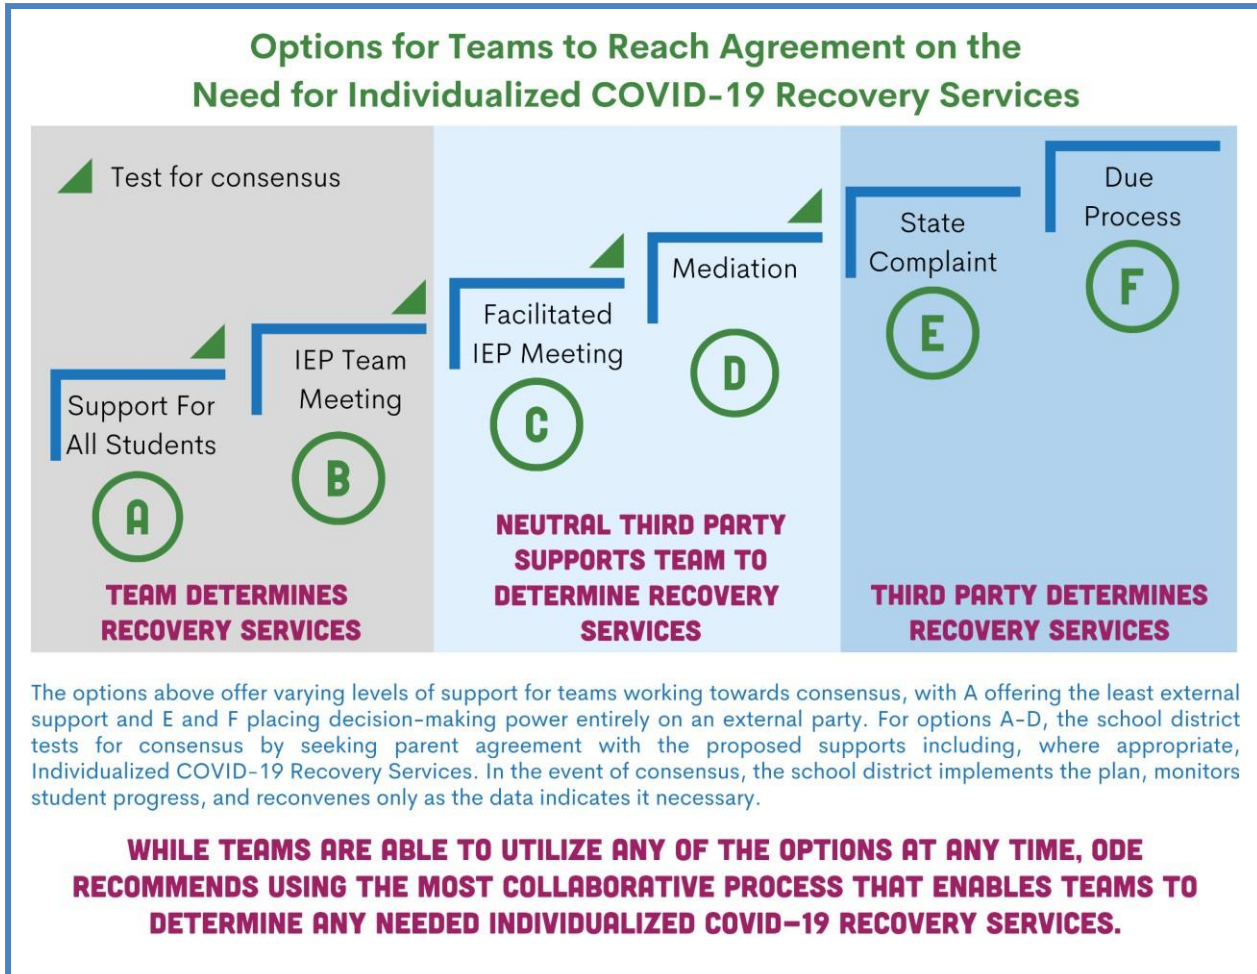 Options for Teams to Reach Agreement on the
Need for Individualized COVID-19 Recovery Services
Test for consensus
Support For
All Students
A
IEP Team
Meeting
B
TEAM DETERMINES
RECOVERY SERVICES
Facilitated
IEP Meeting
C
Mediation
D
NEUTRAL THIRD PARTY
SUPPORTS TEAM TO
DETERMINE RECOVERY
SERVICES
State
Complaint
E
Due
Process
F
THIRD PARTY DETERMINES
RECOVERY SERVICES
The options above offer varying levels of support for teams working towards consensus, with A offering the least external
support and E and F placing decision-making power entirely on an external party. For options A-D, the school district
tests for consensus by seeking parent agreement with the proposed supports including, where appropriate,
Individualized COVID-19 Recovery Services. In the event of consensus, the school district implements the plan, monitors
student progress, and reconvenes only as the data indicates it necessary.
WHILE TEAMS ARE ABLE TO UTILIZE ANY OF THE OPTIONS AT ANY TIME, ODE
RECOMMENDS USING THE MOST COLLABORATIVE PROCESS THAT ENABLES TEAMS TO
DETERMINE ANY NEEDED INDIVIDUALIZED COVID-19 RECOVERY SERVICES.